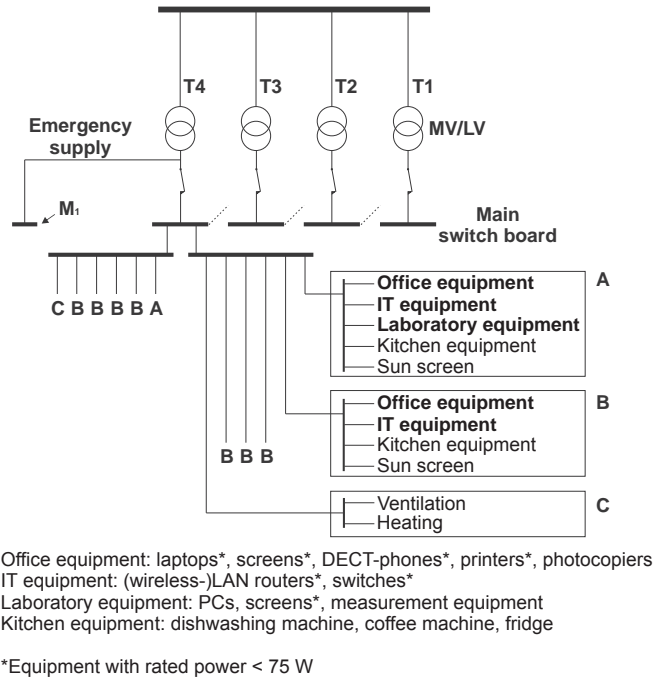 T4 T3 T2 T1
Emergency
supply
MV/LV
M₁
Main
switch board
C B B B B A
Office equipment
IT equipment
Laboratory equipment
Kitchen equipment
Sun screen
A
Office equipment
IT equipment
Kitchen equipment
Sun screen
B
B B B
Ventilation
Heating
C
Office equipment: laptops*, screens*, DECT-phones*, printers*, photocopiers
IT equipment: (wireless-)LAN routers*, switches*
Laboratory equipment: PCs, screens*, measurement equipment
Kitchen equipment: dishwashing machine, coffee machine, fridge
*Equipment with rated power < 75 W